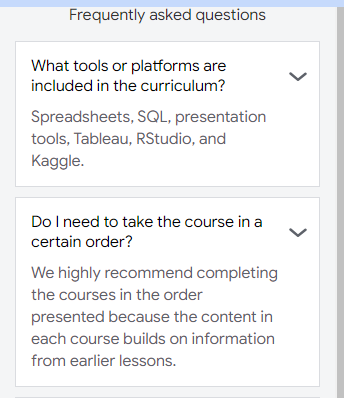 Frequently asked questions
What tools or platforms are
included in the curriculum?
Spreadsheets, SQL, presentation
tools, Tableau, RStudio, and
Kaggle.
Do I need to take the course in a
certain order?
We highly recommend completing
the courses in the order
presented because the content in
each course builds on information
from earlier lessons.